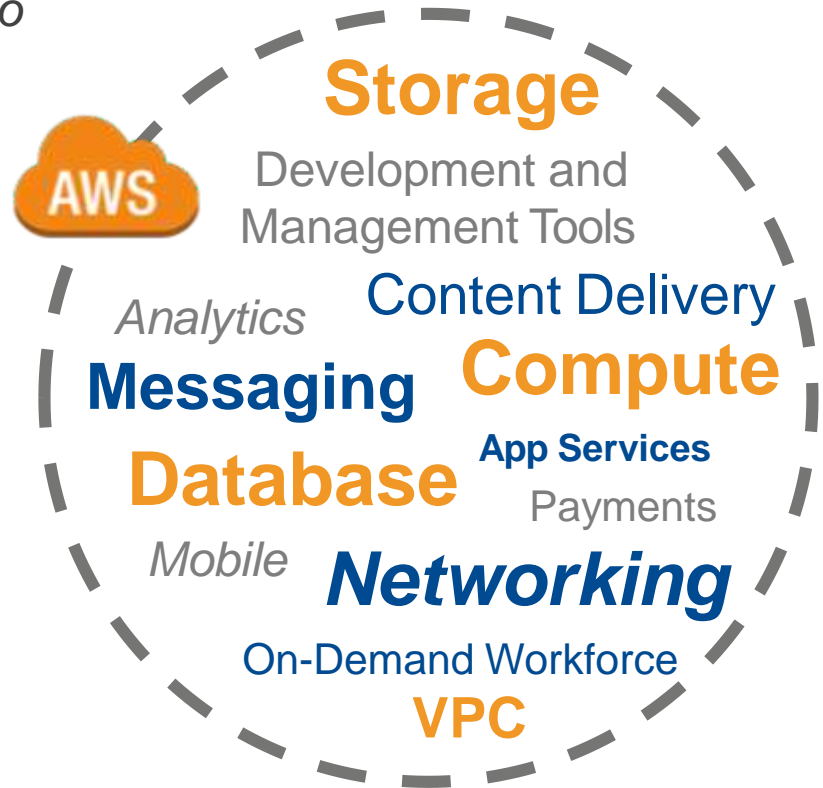 o
Storage
AWS
Development and
Management Tools
Content Delivery
Analytics
Compute
Messaging
App Services
Database
Payments
Mobile
Networking
On-Demand Workforce
VPC